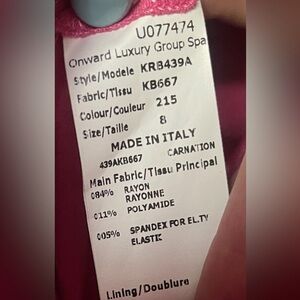 U077474
Onward Luxury Group Spa
Style/Modele KRB439A
Fabric/Tissu KB667
Colour/Couleur 215
Size/Taille 8
MADE IN ITALY
439AKB667 CARNATION
Main Fabric/Tissu Principal
084% RAYON
RAYONNE
011% POLYAMIDE
005% SPANDEX FOR EL.TY
ELASTIC
Lining/Doublure